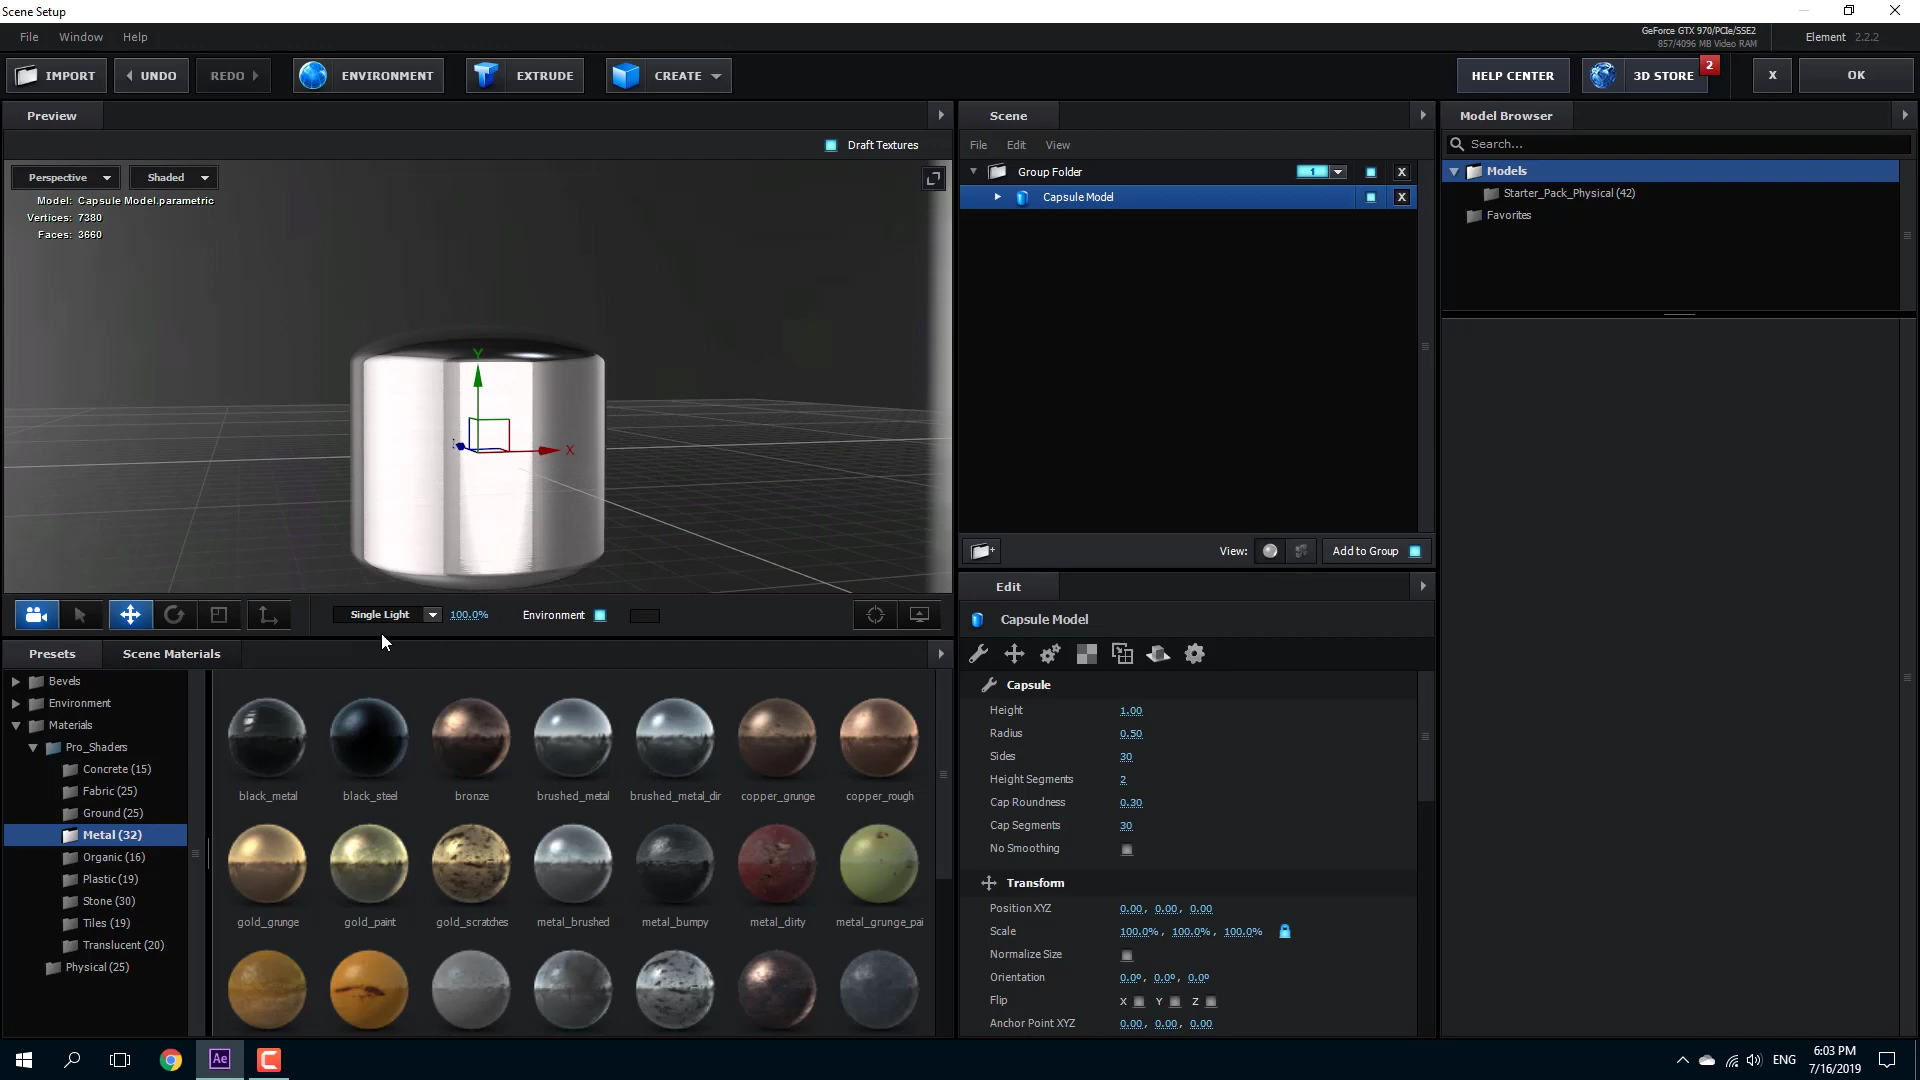 Scene Setup
File Window Help
GeForce GTX 970/PCIe/SSE2
857/4096 MB Video RAM
Element 2.2.2
IMPORT UNDO REDO ENVIRONMENT EXTRUDE CREATE HELP CENTER 3D STORE 2 X OK
Preview
Draft Textures
Perspective Shaded
Model: Capsule Model.parametric
Vertices: 7380
Faces: 3660
Y
X
Single Light 100.0% Environment
Scene
File Edit View
Group Folder 1 X
Capsule Model X
View: Add to Group
Model Browser
Search...
Models
Starter_Pack_Physical (42)
Favorites
Presets Scene Materials
Bevels
Environment
Materials
Pro_Shaders
Concrete (15)
Fabric (25)
Ground (25)
Metal (32)
Organic (16)
Plastic (19)
Stone (30)
Tiles (19)
Translucent (20)
Physical (25)
black_metal black_steel bronze brushed_metal brushed_metal_dir copper_grunge copper_rough
gold_grunge gold_paint gold_scratches metal_brushed metal_bumpy metal_dirty metal_grunge_pai
Edit
Capsule Model
Capsule
Height 1.00
Radius 0.50
Sides 30
Height Segments 2
Cap Roundness 0.30
Cap Segments 30
No Smoothing
Transform
Position XYZ 0.00, 0.00, 0.00
Scale 100.0%, 100.0%, 100.0%
Normalize Size
Orientation 0.0º, 0.0º, 0.0º
Flip X Y Z
Anchor Point XYZ 0.00, 0.00, 0.00
Ae
ENG
6:03 PM
7/16/2019